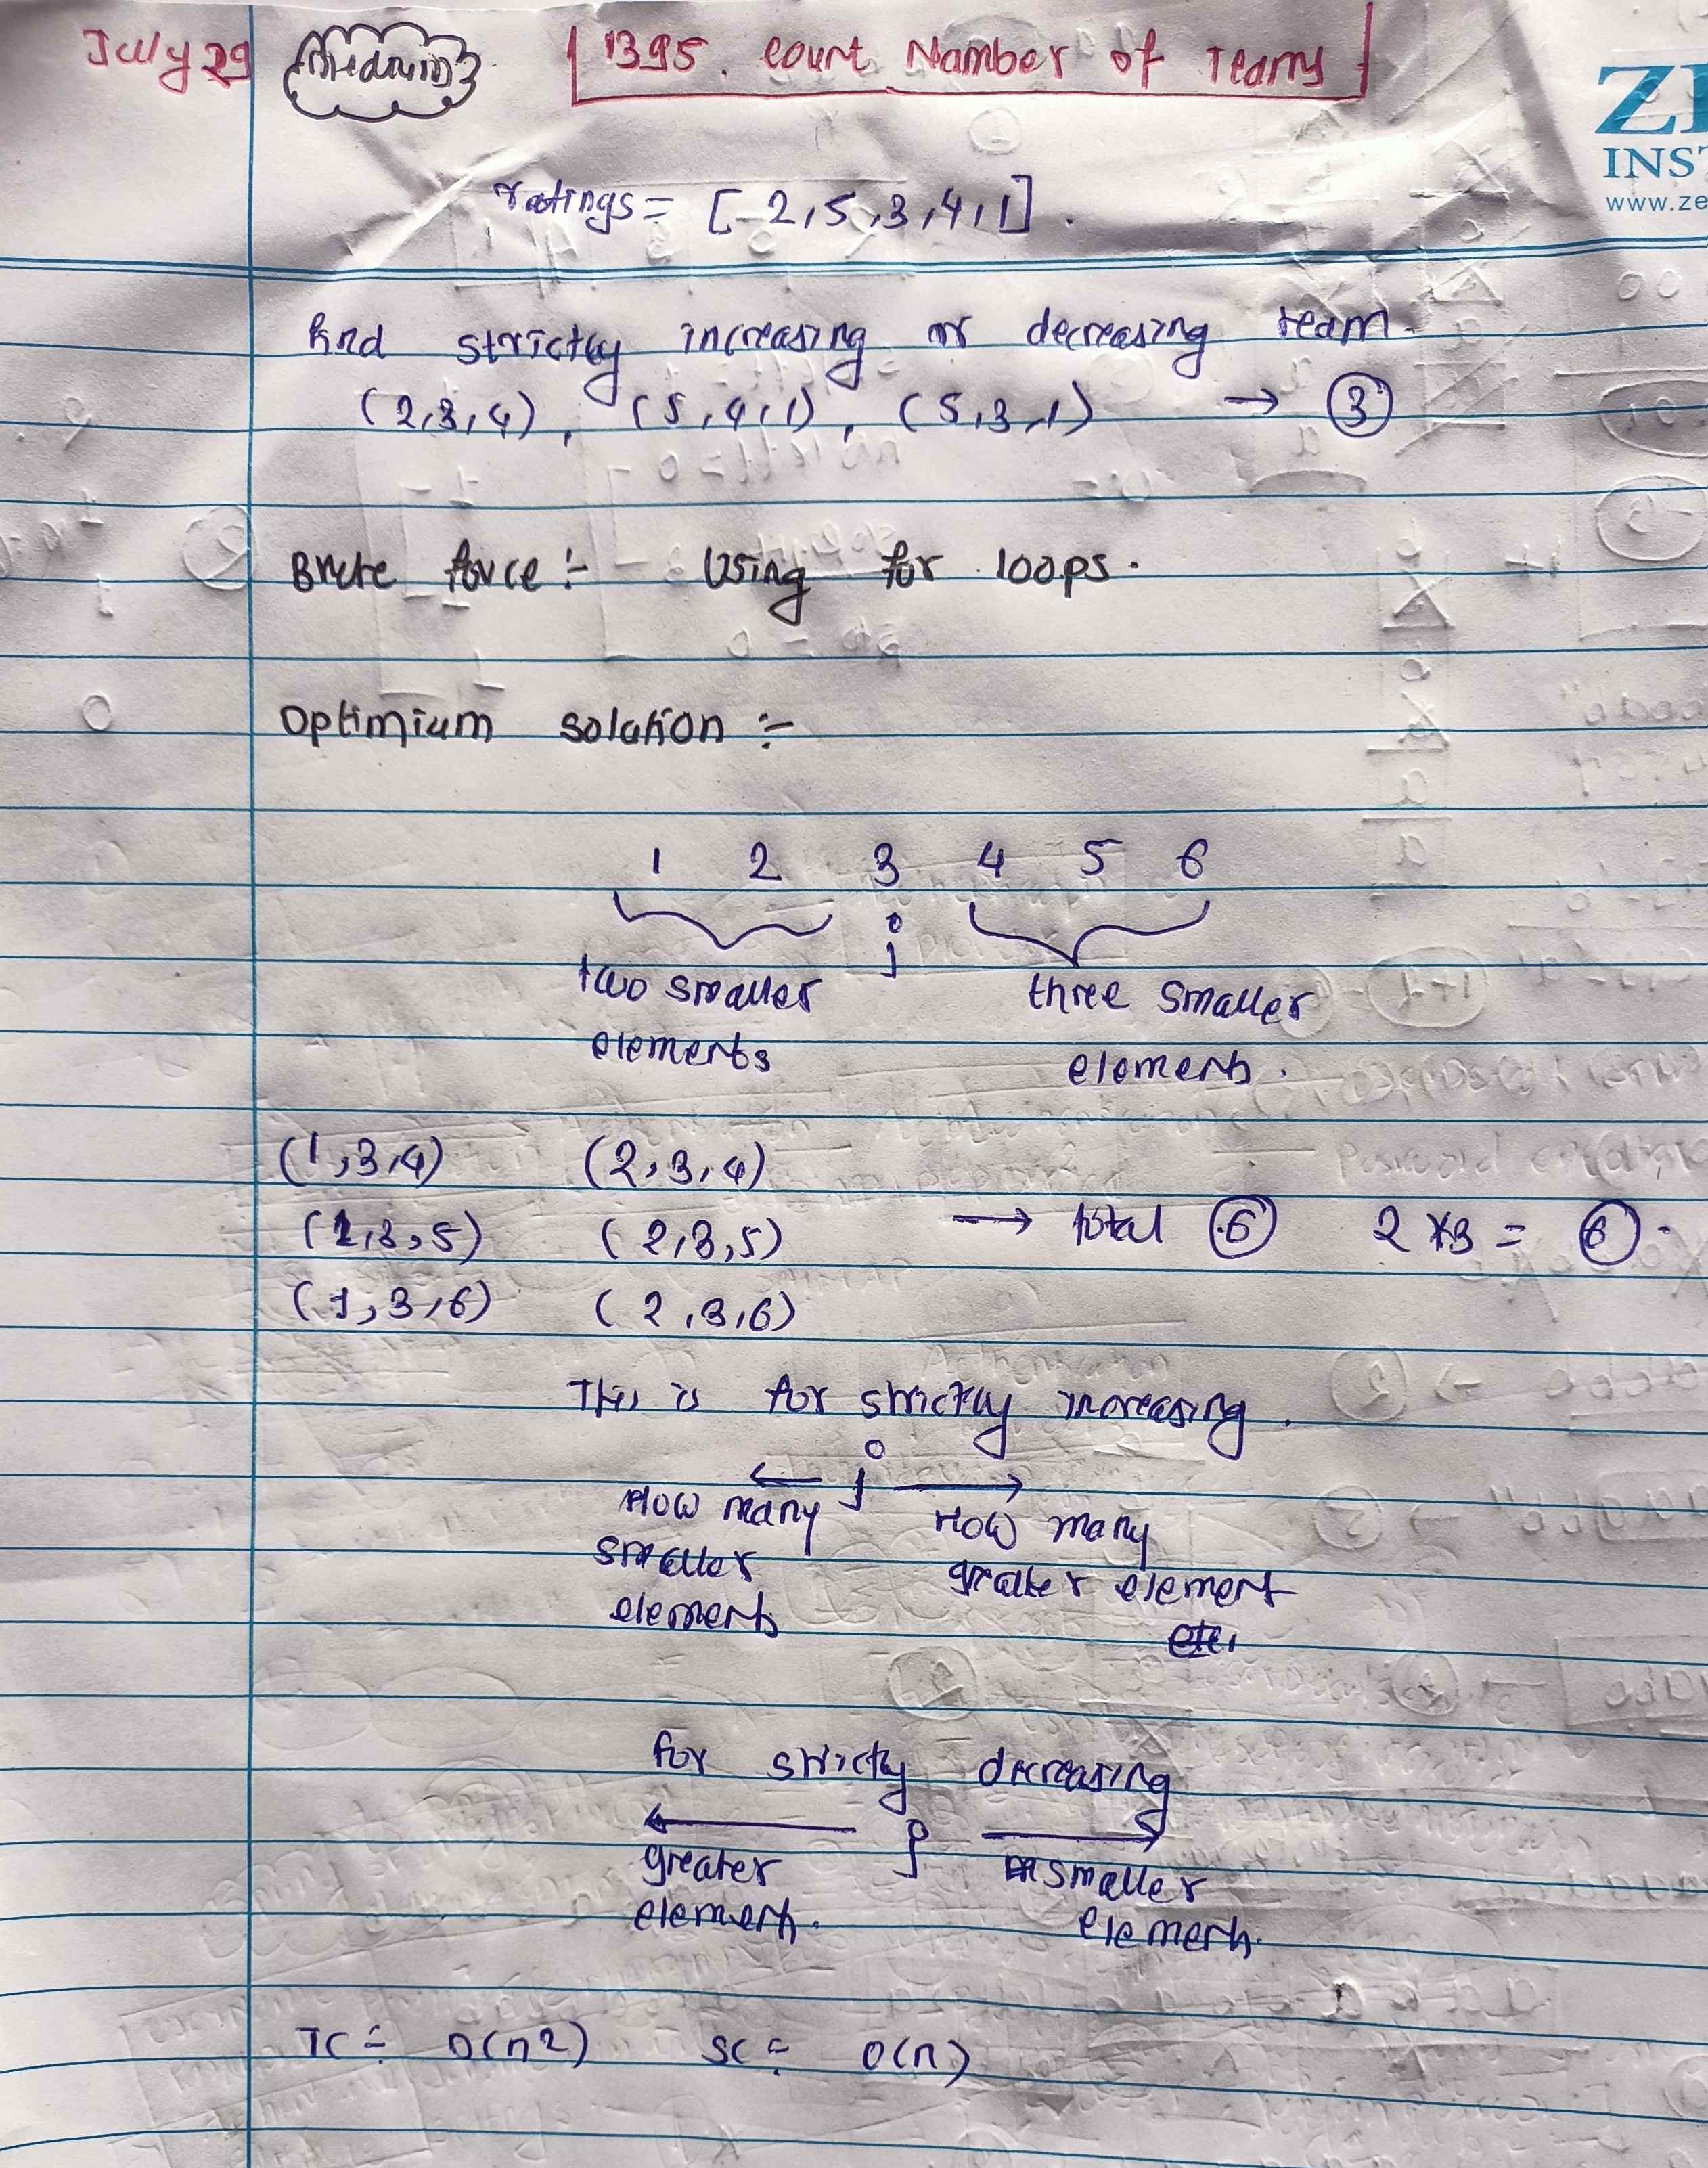 July 29 Medium 1395. Count Number of Teams
ZE
INST
www.ze
ratings = [2,5,3,4,1].
find strictly increasing or decreasing team.
(2,3,4), (5,4,1), (5,3,1) → 3
Brute force :- Using for loops.
Optimium solution :-
1 2 3 4 5 6
j
two smaller three smaller
elements elements.
(1,3,4) (2,3,4)
(1,3,5) (2,3,5) → total 6 2*3 = 6.
(1,3,6) (2,3,6)
This is for strictly increasing.
← j →
How many How many
smaller greater element
elements etc.
for strictly decreasing
← j →
greater smaller
elements. elements.
TC = O(n2) SC = O(n)